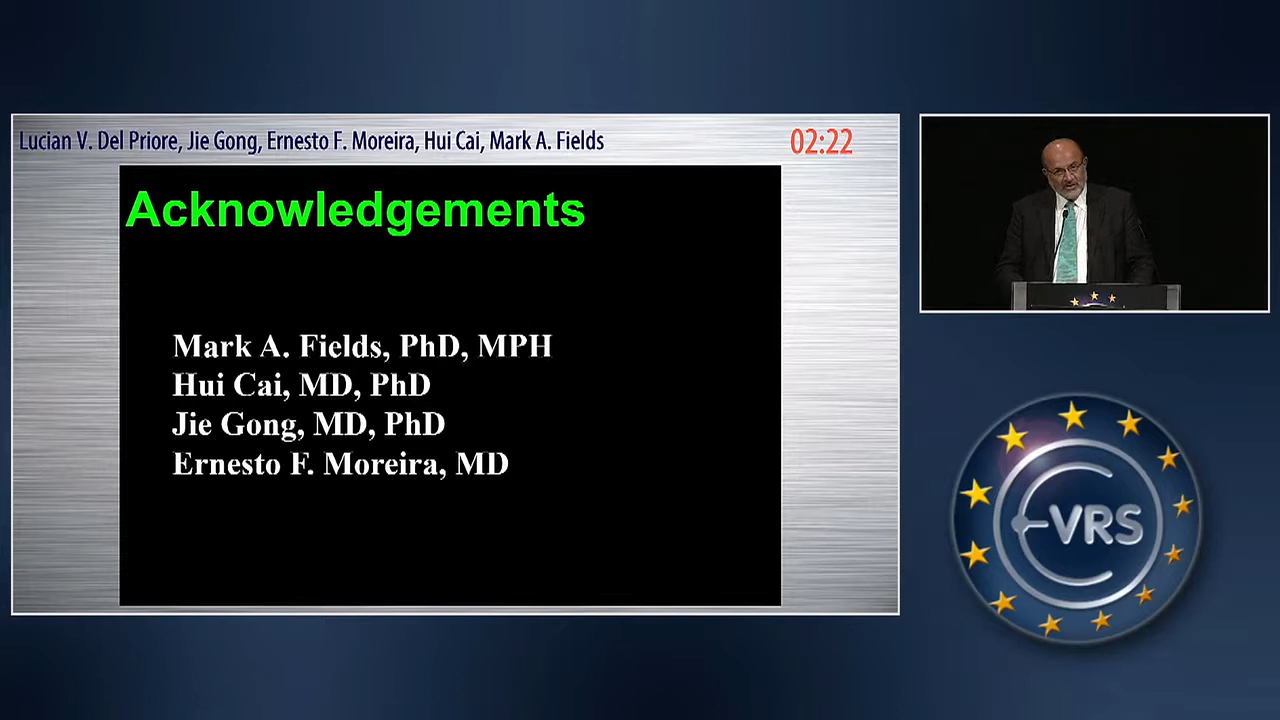 Lucian V. Del Priore, Jie Gong, Ernesto F. Moreira, Hui Cai, Mark A. Fields
02:22
Acknowledgements
Mark A. Fields, PhD, MPH
Hui Cai, MD, PhD
Jie Gong, MD, PhD
Ernesto F. Moreira, MD
EVRS